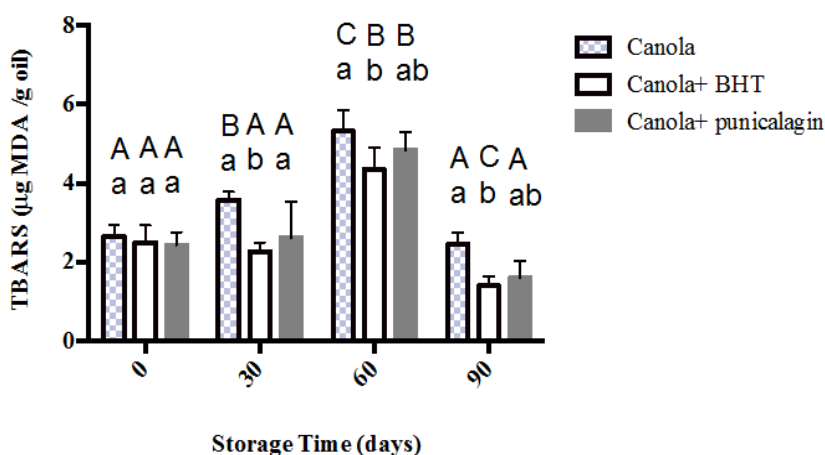 TBARS (µg MDA /g oil)
8
6
4
2
0
A A A
a a a
B A A
a b a
C B B
a b ab
A C A
a b ab
0 30 60 90
Storage Time (days)
Canola
Canola+ BHT
Canola+ punicalagin